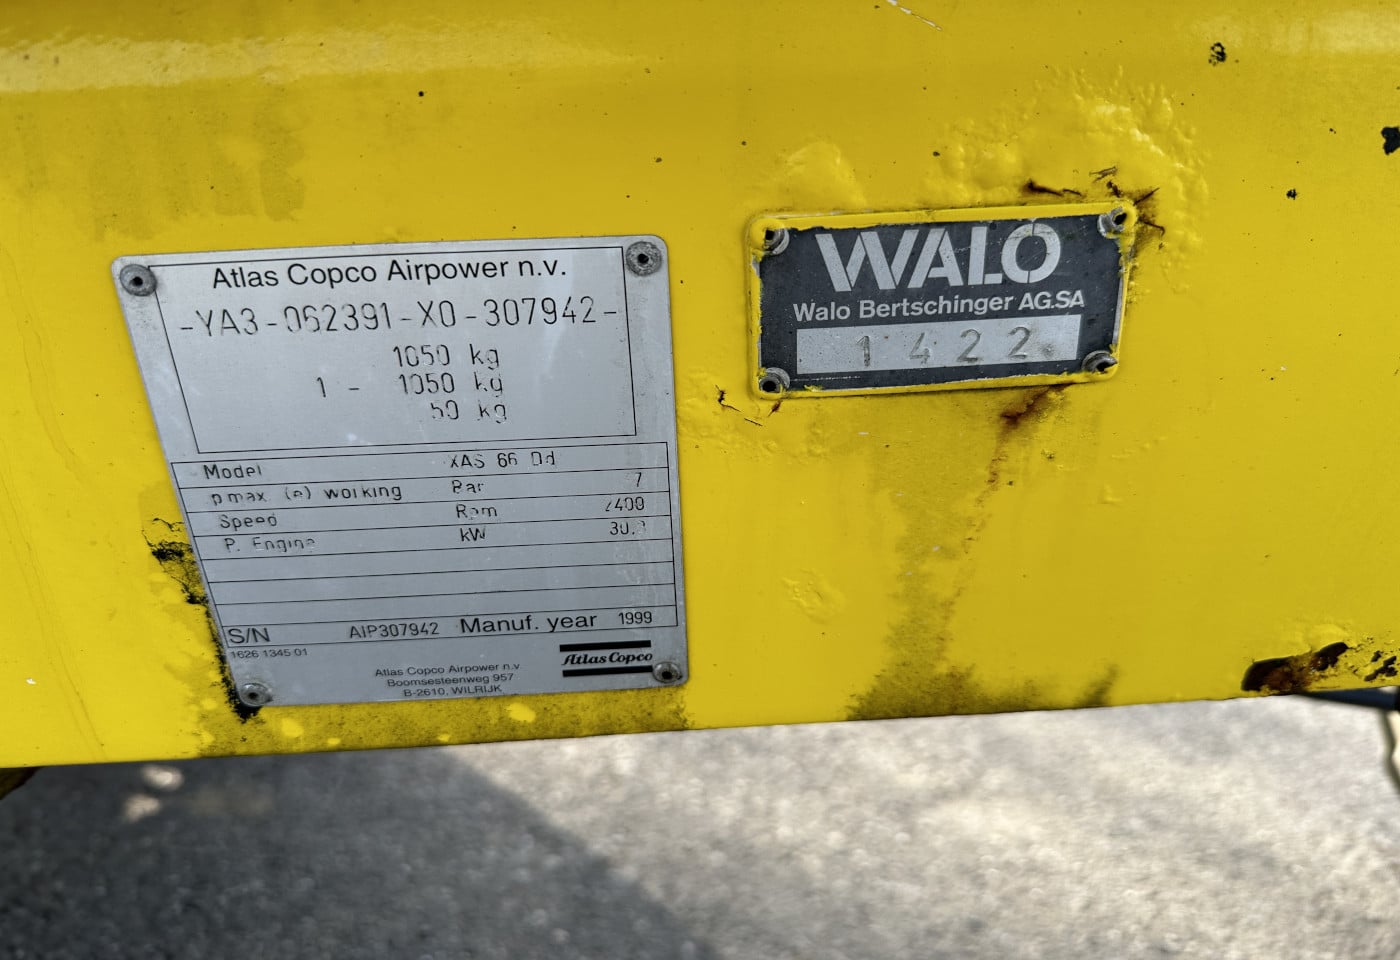 Atlas Copco Airpower n.v.
-YA3-062391-X0-307942-
1050 kg
1 - 1050 kg
50 kg
Model XAS 66 Dd
pmax (e) working Bar 7
Speed Rpm 2400
P. Engine kW
S/N AIP307942 Manuf. year 1999
1626 1345 01
Atlas Copco
Atlas Copco Airpower n.v.
Boomsesteenweg 957
B-2610, WILRIJK
WALO
Walo Bertschinger AG.SA
1422